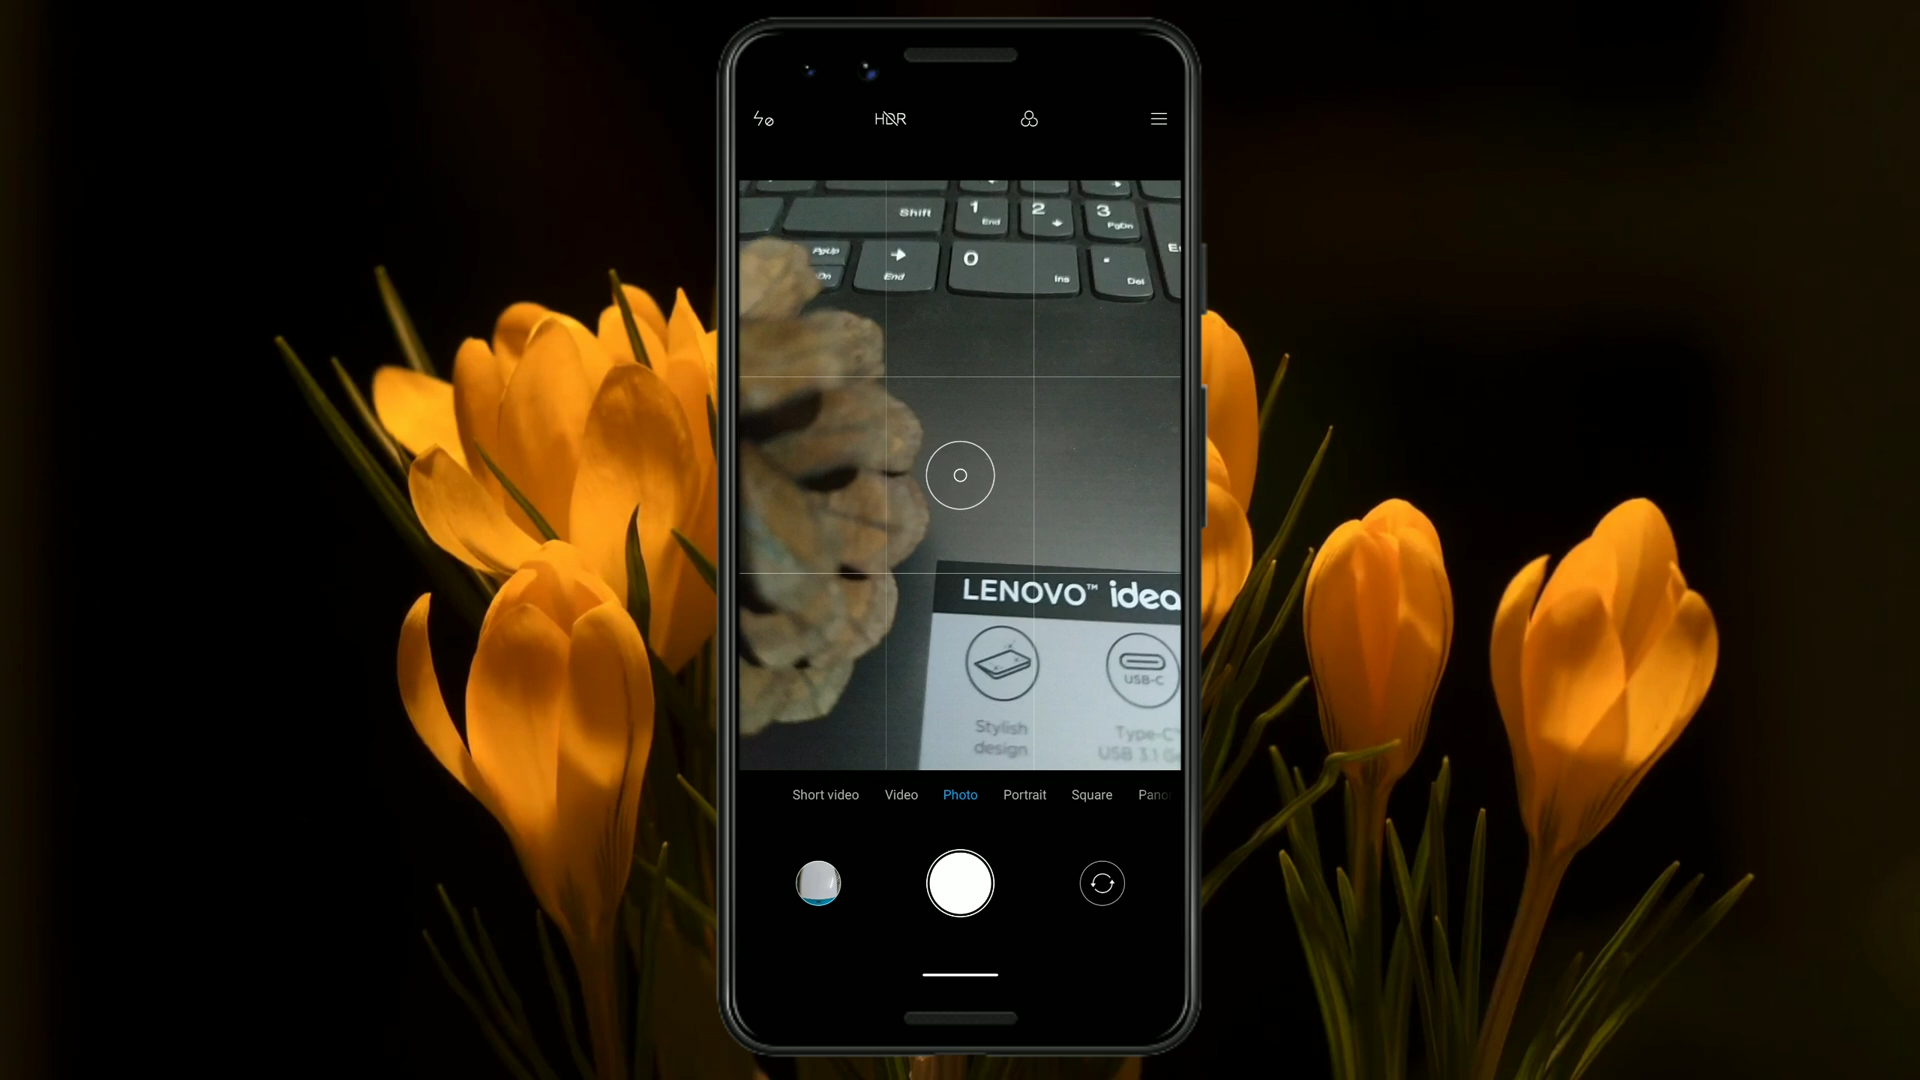 HDR
Shift
1
End
2
3
PgDn
PgUp
End
0
Ins
Del
LENOVO™ idea
USB-C
Stylish
design
Type-C
USB 3.1
Short video Video Photo Portrait Square Pano